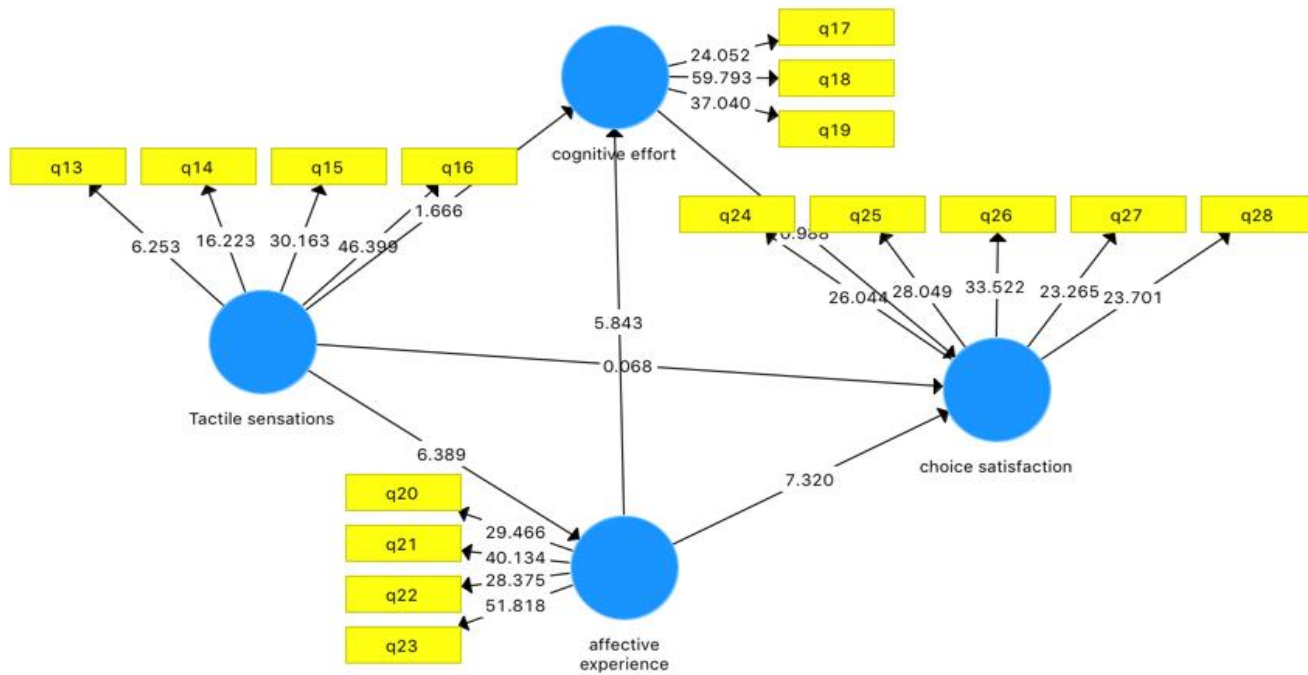 q17
24.052
59.793
q18
37.040
q19
cognitive effort
q13
q14
q15
q16
1.666
6.253
16.223
30.163
46.399
q24
q25
q26
q27
q28
0.988
26.044
28.049
33.522
23.265
23.701
5.843
0.068
Tactile sensations
choice satisfaction
6.389
7.320
q20
29.466
q21
40.134
28.375
q22
51.818
q23
affective
experience